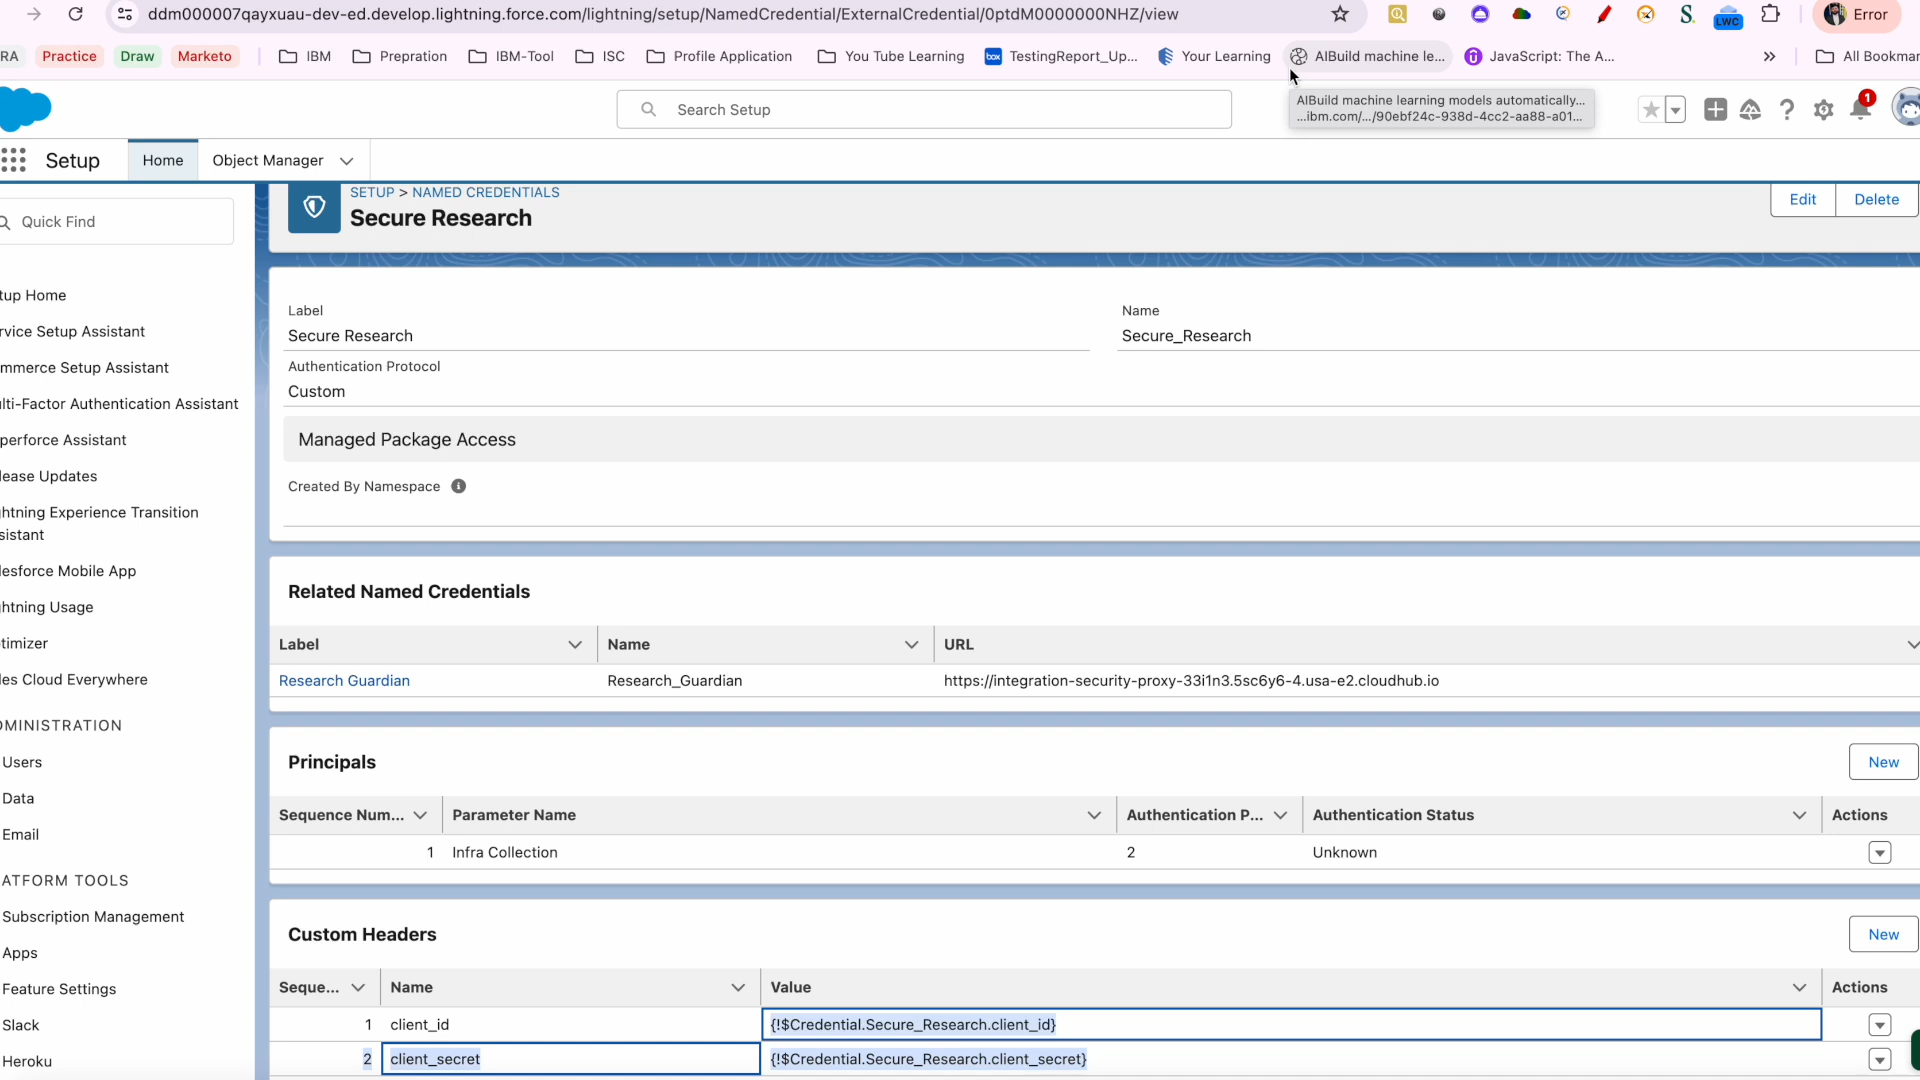 ddm000007qayxuau-dev-ed.develop.lightning.force.com/lightning/setup/NamedCredential/ExternalCredential/0ptdM0000000NHZ/view
S.
LWC
Error
RA
Practice
Draw
Marketo
IBM
Prepration
IBM-Tool
ISC
Profile Application
You Tube Learning
box
TestingReport_Up...
Your Learning
AIBuild machine le...
JavaScript: The A...
All Bookmar
AIBuild machine learning models automatically...
...ibm.com/.../90ebf24c-938d-4cc2-aa88-a01...
Search Setup
1
Setup
Home
Object Manager
Quick Find
tup Home
rvice Setup Assistant
mmerce Setup Assistant
lti-Factor Authentication Assistant
perforce Assistant
lease Updates
htning Experience Transition
sistant
lesforce Mobile App
htning Usage
timizer
les Cloud Everywhere
DMINISTRATION
Users
Data
Email
ATFORM TOOLS
Subscription Management
Apps
Feature Settings
Slack
Heroku
SETUP > NAMED CREDENTIALS
Secure Research
Edit
Delete
Label
Secure Research
Name
Secure_Research
Authentication Protocol
Custom
Managed Package Access
Created By Namespace
Related Named Credentials
Label Name URL
Research Guardian Research_Guardian https://integration-security-proxy-33i1n3.5sc6y6-4.usa-e2.cloudhub.io
Principals
New
Sequence Num... Parameter Name Authentication P... Authentication Status Actions
1 Infra Collection 2 Unknown
Custom Headers
New
Seque... Name Value Actions
1 client_id {!$Credential.Secure_Research.client_id}
2 client_secret {!$Credential.Secure_Research.client_secret}